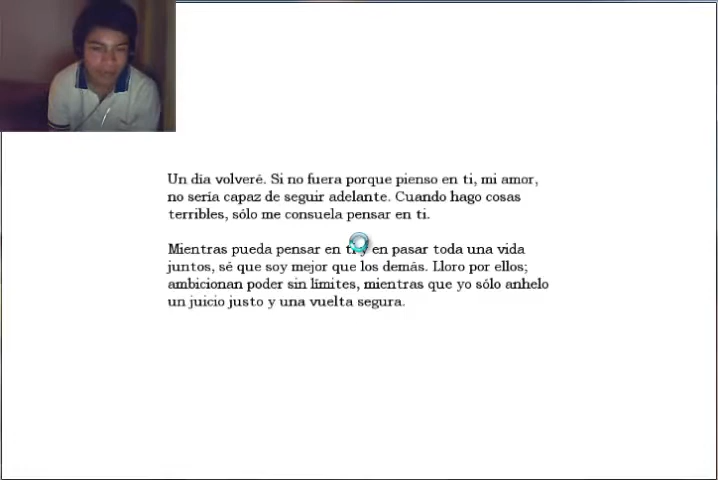 Un día volveré. Si no fuera porque pienso en ti, mi amor,
no sería capaz de seguir adelante. Cuando hago cosas
terribles, sólo me consuela pensar en ti.
Mientras pueda pensar en ti y en pasar toda una vida
juntos, sé que soy mejor que los demás. Lloro por ellos;
ambicionan poder sin límites, mientras que yo sólo anhelo
un juicio justo y una vuelta segura.